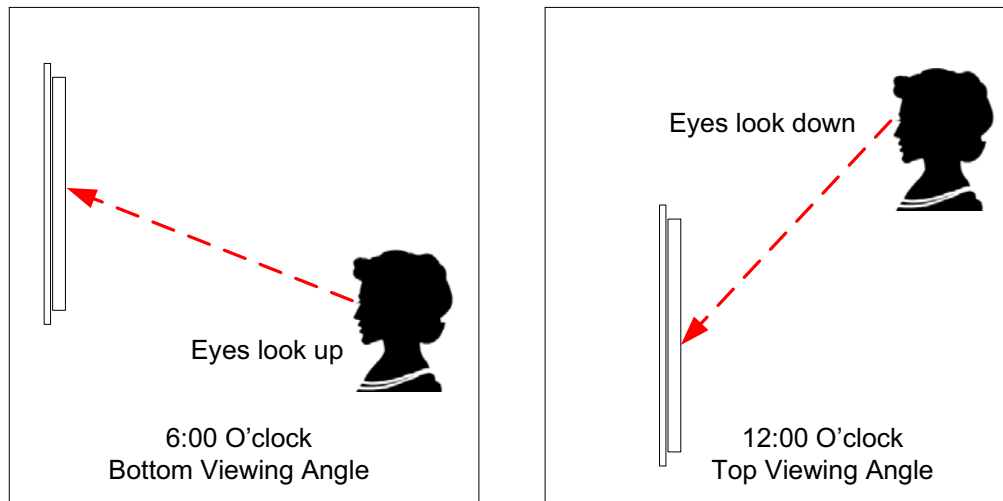 Eyes look up
6:00 O’clock
Bottom Viewing Angle
Eyes look down
12:00 O’clock
Top Viewing Angle